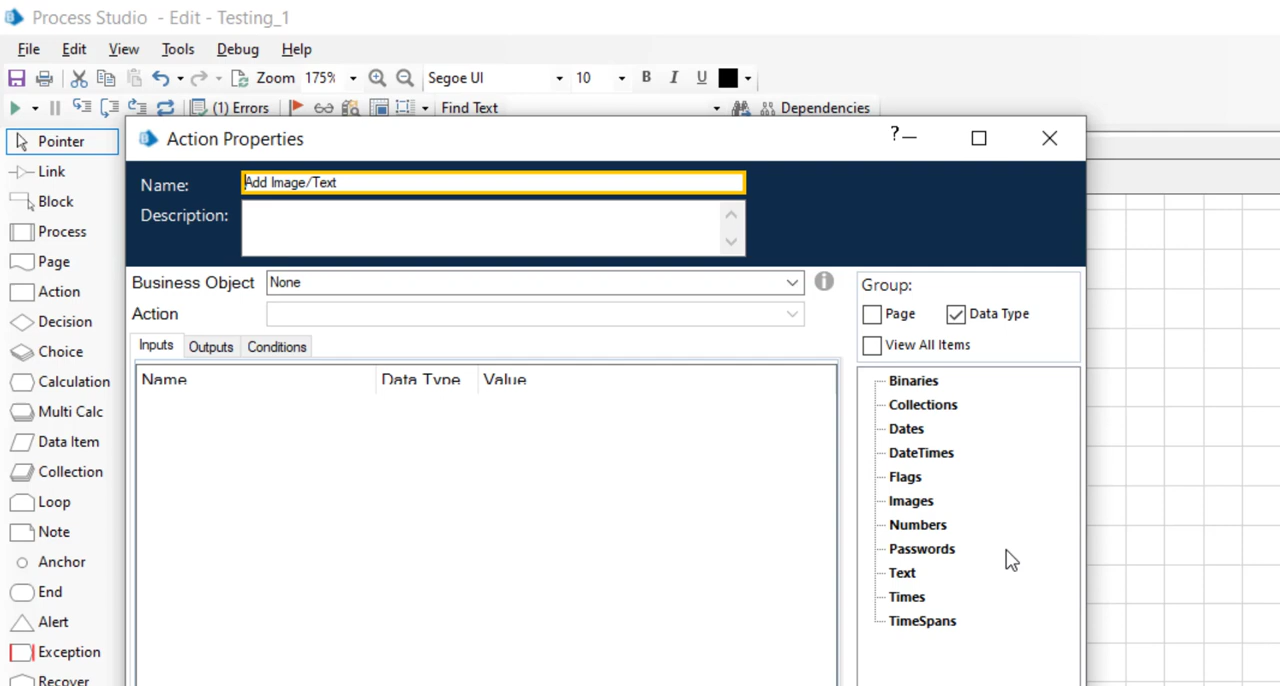 Process Studio - Edit - Testing_1
File Edit View Tools Debug Help
Zoom 175% Segoe UI 10 B I U
(1) Errors Find Text Dependencies
Pointer
Link
Block
Process
Page
Action
Decision
Choice
Calculation
Multi Calc
Data Item
Collection
Loop
Note
Anchor
End
Alert
Exception
Recover
Action Properties ?
Name: Add Image/Text
Description:
Business Object None
Action
Inputs Outputs Conditions
Name Data Type Value
Group:
Page Data Type
View All Items
Binaries
Collections
Dates
DateTimes
Flags
Images
Numbers
Passwords
Text
Times
TimeSpans